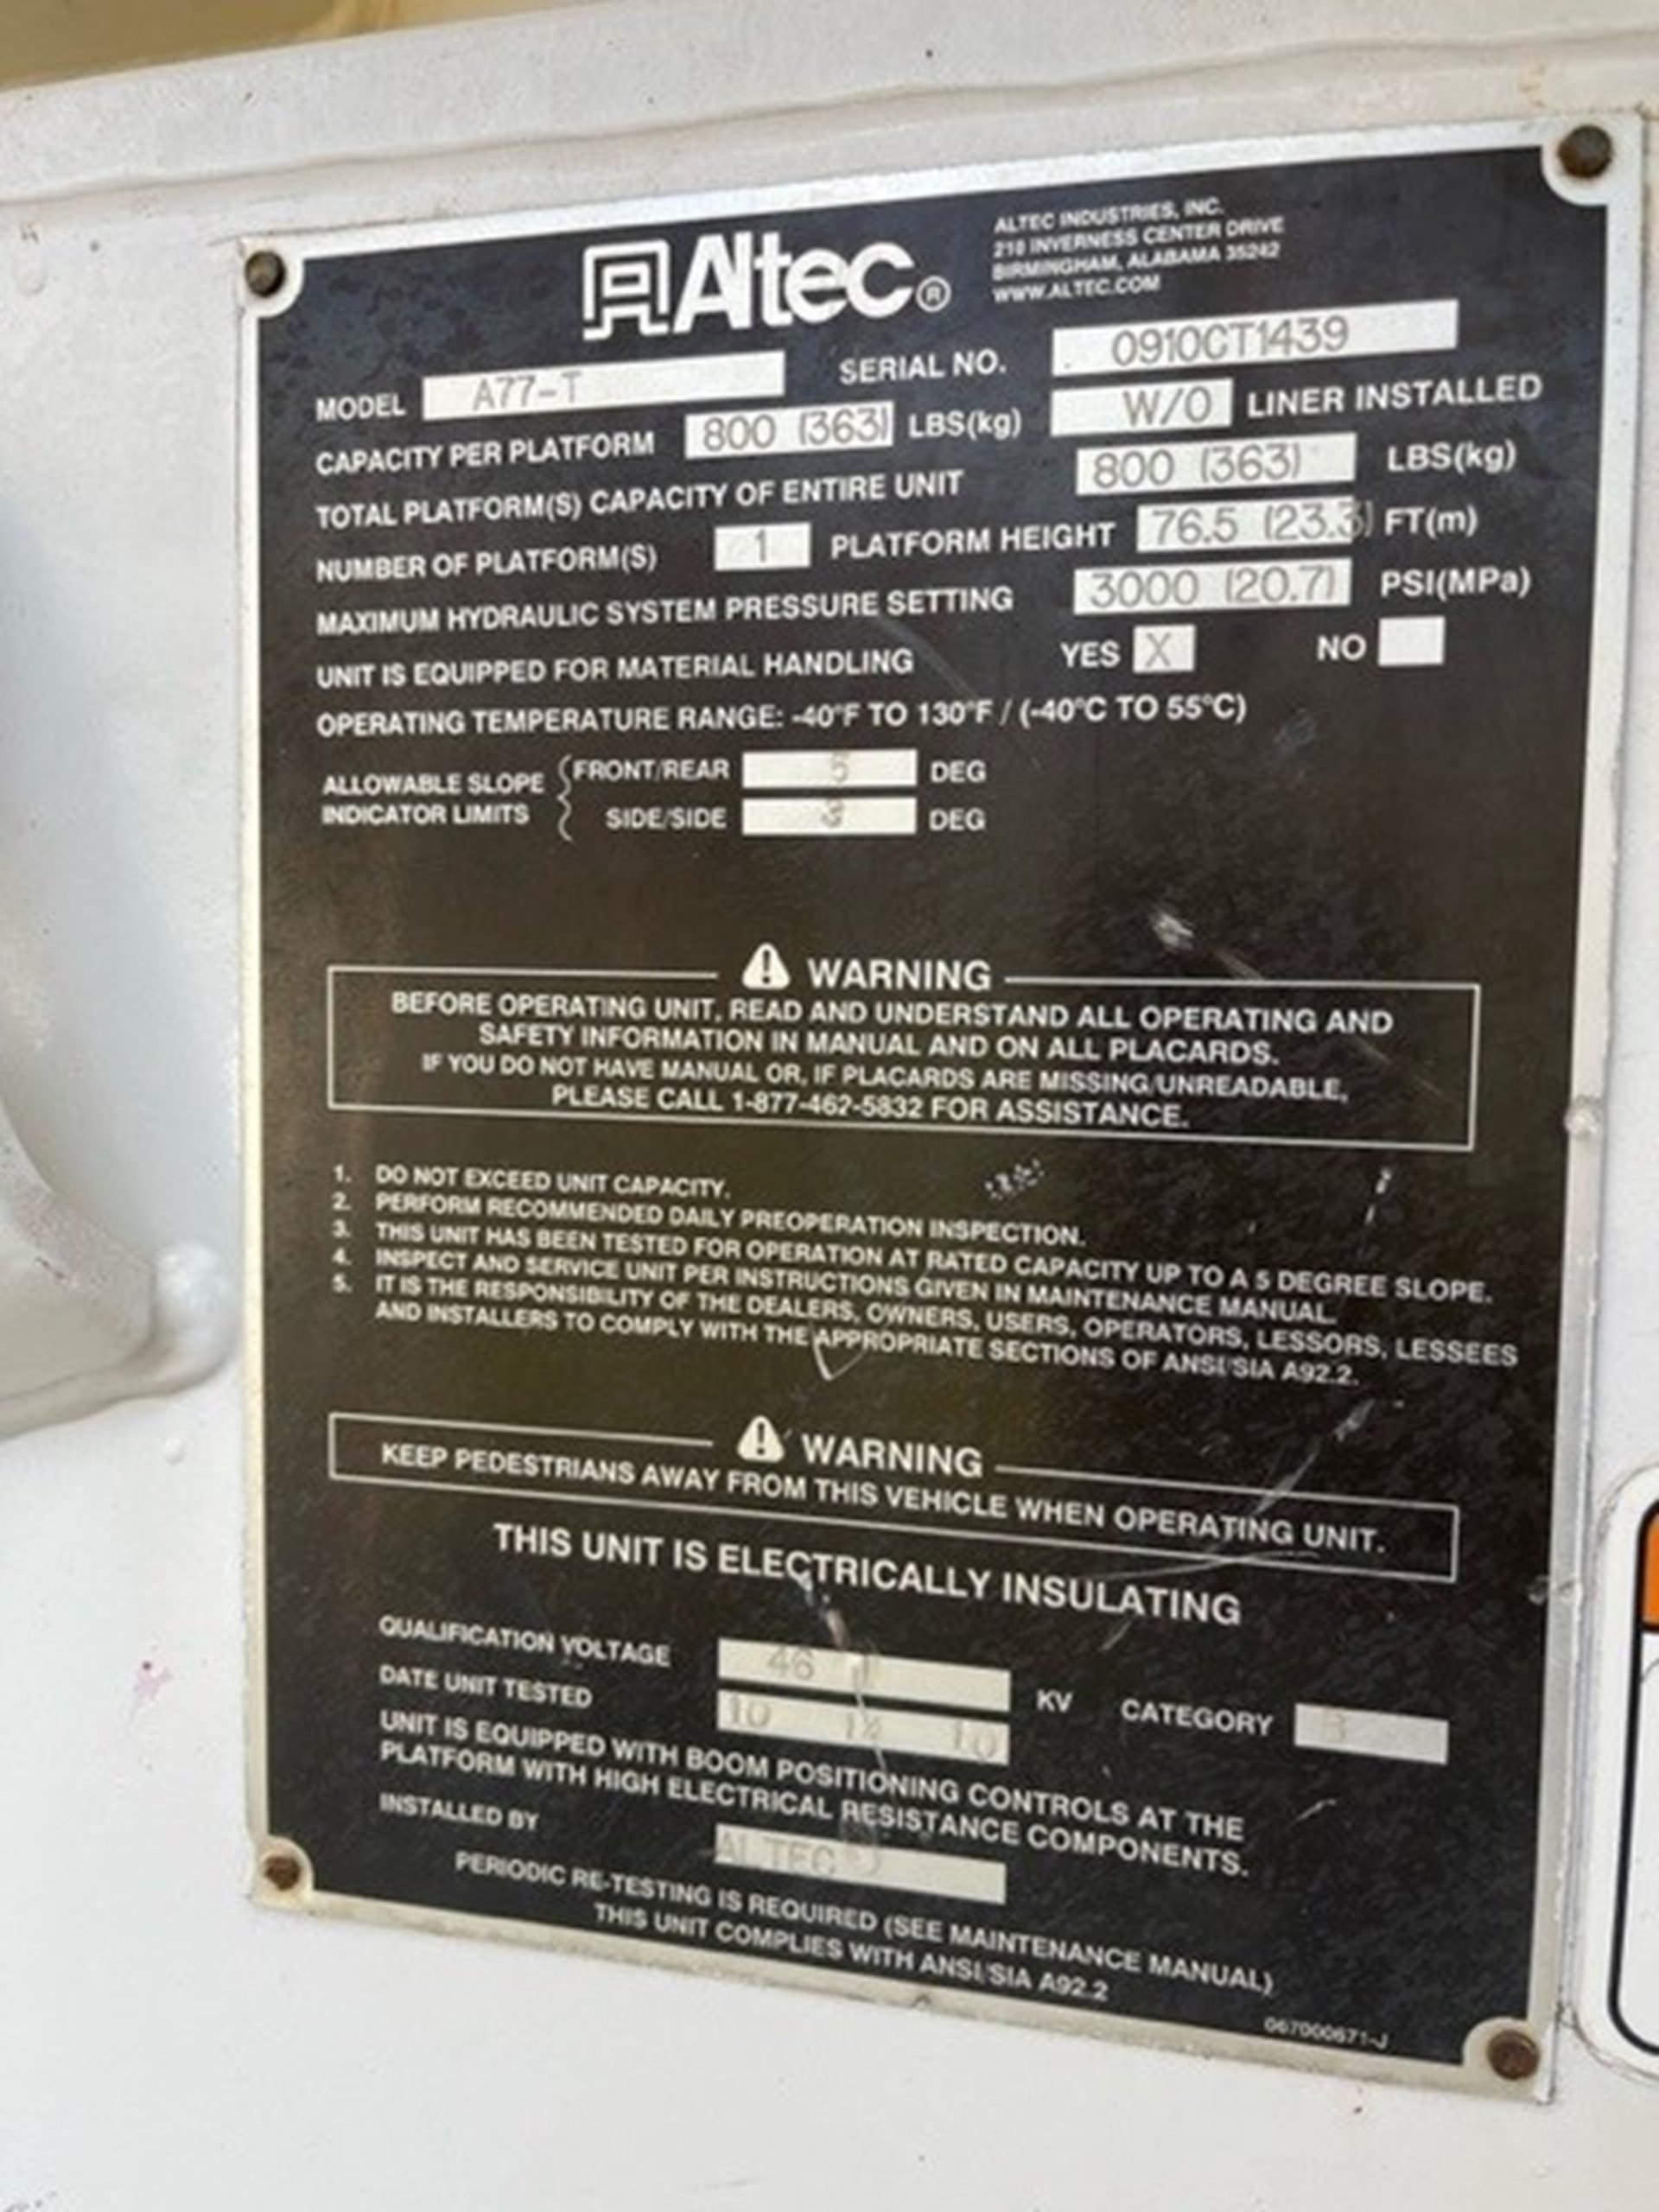 Altec®
ALTEC INDUSTRIES, INC.
210 INVERNESS CENTER DRIVE
BIRMINGHAM, ALABAMA 35242
WWW.ALTEC.COM
MODEL A77-T SERIAL NO. 0910CT1439
CAPACITY PER PLATFORM 800 (363) LBS(kg) W/O LINER INSTALLED
TOTAL PLATFORM(S) CAPACITY OF ENTIRE UNIT 800 (363) LBS(kg)
NUMBER OF PLATFORM(S) 1 PLATFORM HEIGHT 76.5 (23.3) FT(m)
MAXIMUM HYDRAULIC SYSTEM PRESSURE SETTING 3000 (20.7) PSI(MPa)
UNIT IS EQUIPPED FOR MATERIAL HANDLING YES X NO
OPERATING TEMPERATURE RANGE: -40°F TO 130°F / (-40°C TO 55°C)
ALLOWABLE SLOPE INDICATOR LIMITS
FRONT/REAR 5 DEG
SIDE/SIDE DEG
WARNING
BEFORE OPERATING UNIT, READ AND UNDERSTAND ALL OPERATING AND
SAFETY INFORMATION IN MANUAL AND ON ALL PLACARDS.
IF YOU DO NOT HAVE MANUAL OR, IF PLACARDS ARE MISSING/UNREADABLE,
PLEASE CALL 1-877-462-5832 FOR ASSISTANCE.
1. DO NOT EXCEED UNIT CAPACITY.
2. PERFORM RECOMMENDED DAILY PREOPERATION INSPECTION.
3. THIS UNIT HAS BEEN TESTED FOR OPERATION AT RATED CAPACITY UP TO A 5 DEGREE SLOPE.
4. INSPECT AND SERVICE UNIT PER INSTRUCTIONS GIVEN IN MAINTENANCE MANUAL.
5. IT IS THE RESPONSIBILITY OF THE DEALERS, OWNERS, USERS, OPERATORS, LESSORS, LESSEES
AND INSTALLERS TO COMPLY WITH THE APPROPRIATE SECTIONS OF ANSI/SIA A92.2.
WARNING
KEEP PEDESTRIANS AWAY FROM THIS VEHICLE WHEN OPERATING UNIT.
THIS UNIT IS ELECTRICALLY INSULATING
QUALIFICATION VOLTAGE 46 KV CATEGORY
DATE UNIT TESTED 10 10
UNIT IS EQUIPPED WITH BOOM POSITIONING CONTROLS AT THE
PLATFORM WITH HIGH ELECTRICAL RESISTANCE COMPONENTS.
INSTALLED BY ALTEC
PERIODIC RE-TESTING IS REQUIRED (SEE MAINTENANCE MANUAL)
THIS UNIT COMPLIES WITH ANSI/SIA A92.2
067000671-J